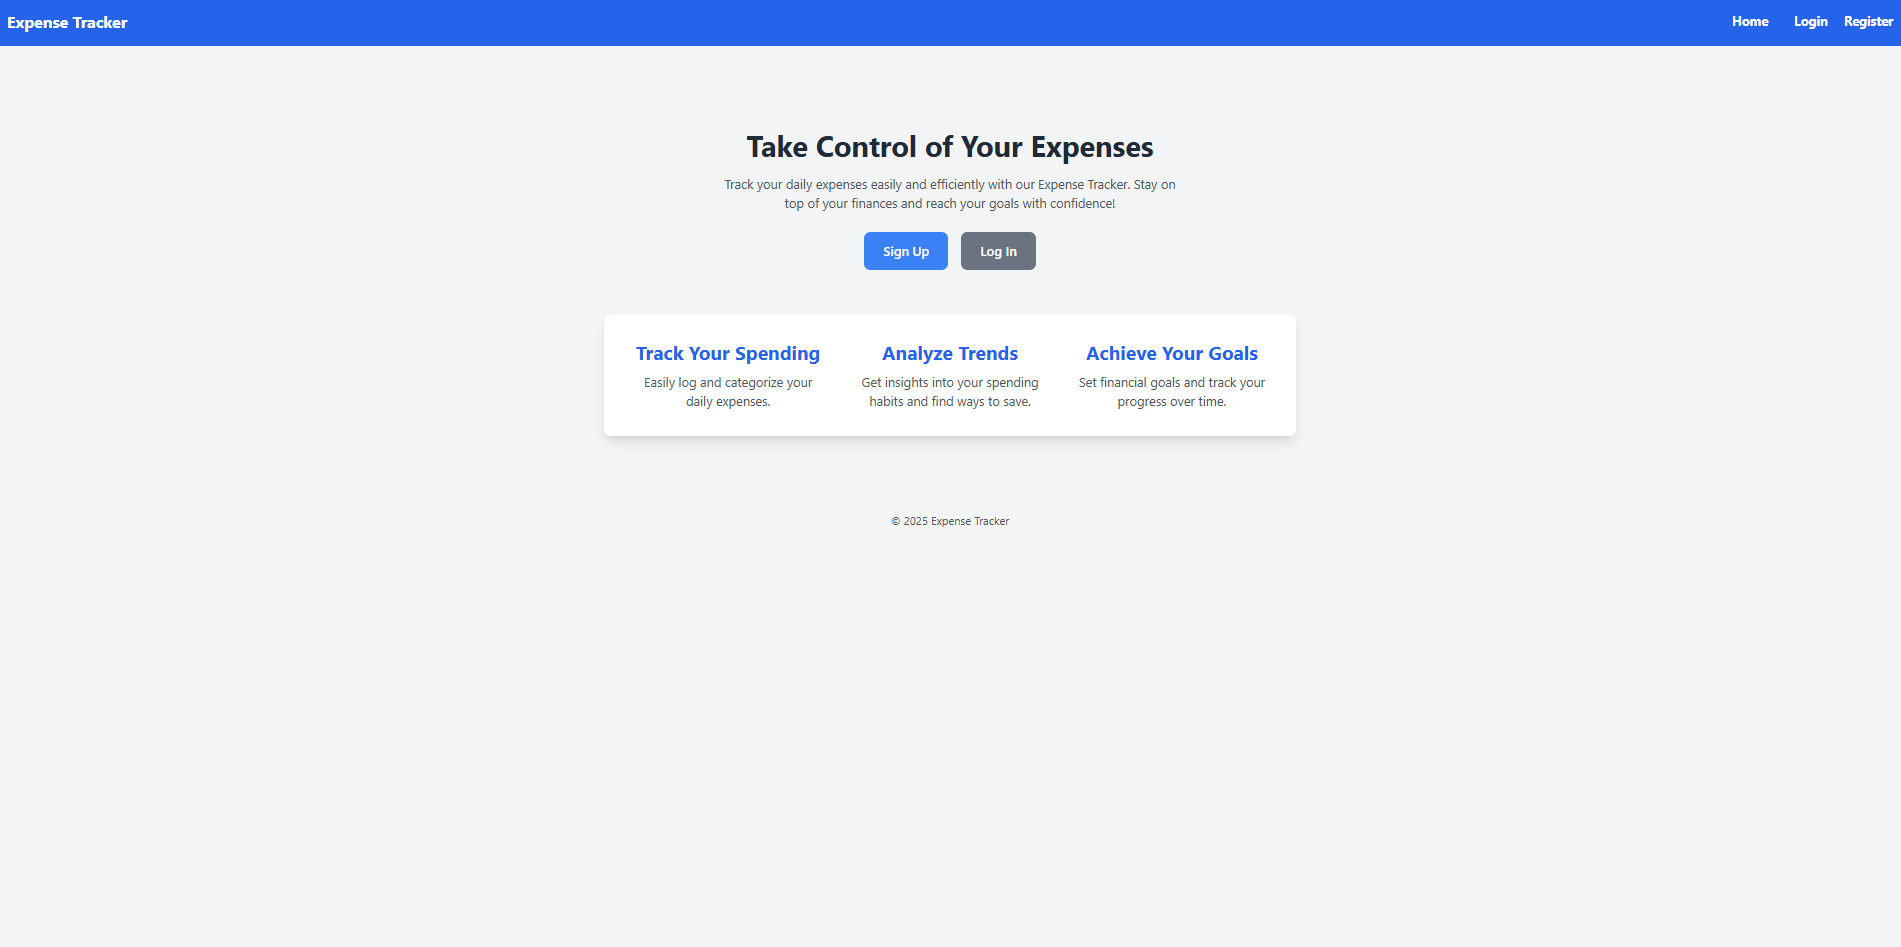 Expense Tracker
Home Login Register
Take Control of Your Expenses
Track your daily expenses easily and efficiently with our Expense Tracker. Stay on
top of your finances and reach your goals with confidence!
Sign Up
Log In
Track Your Spending
Easily log and categorize your
daily expenses.
Analyze Trends
Get insights into your spending
habits and find ways to save.
Achieve Your Goals
Set financial goals and track your
progress over time.
© 2025 Expense Tracker